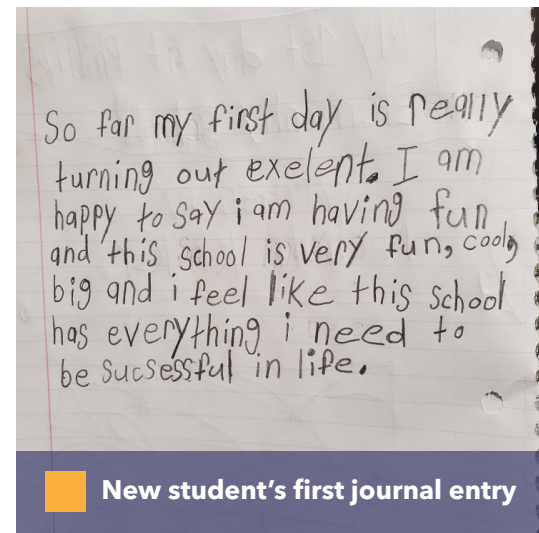 So far my first day is really
turning out exelent. I am
happy to say i am having fun
and this school is very fun, cool,
big and i feel like this school
has everything i need to
be sucsessful in life.
New student's first journal entry